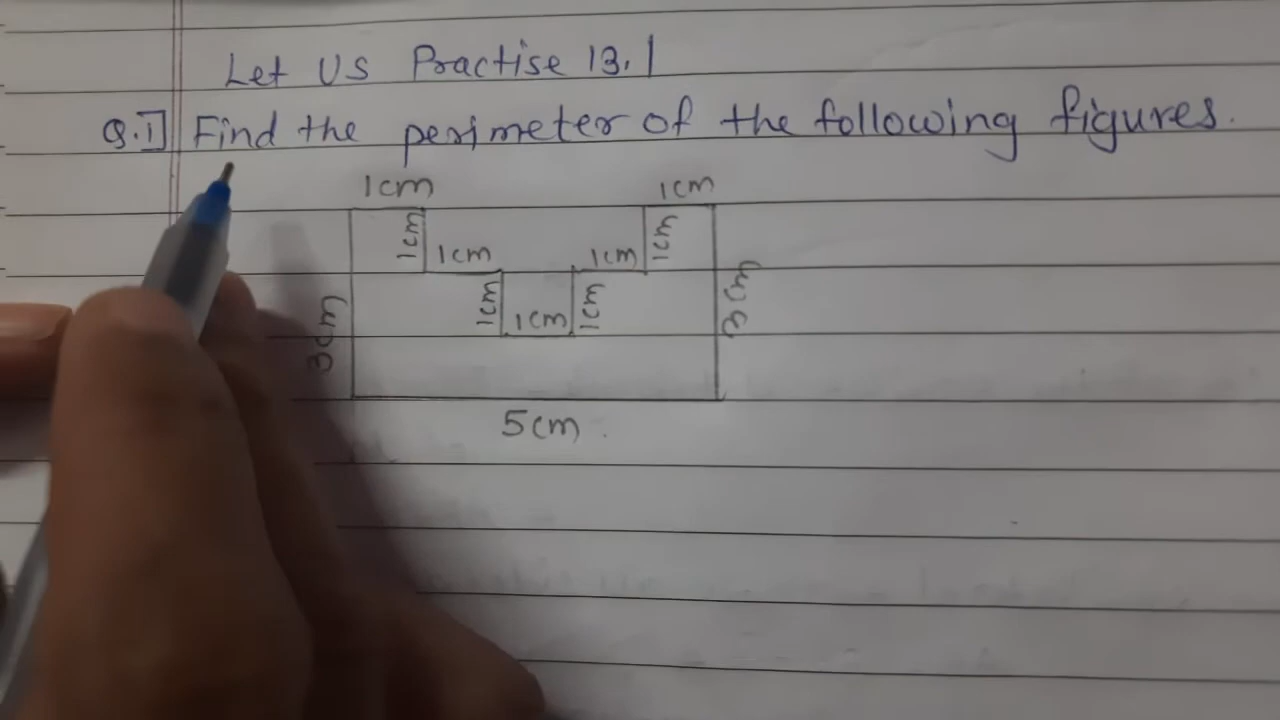 Let US Practise 13.1
Q.1] Find the perimeter of the following figures.
1cm 1cm
1cm 1cm
1cm 1cm
1cm 1cm
1cm
3cm 3cm
5cm.